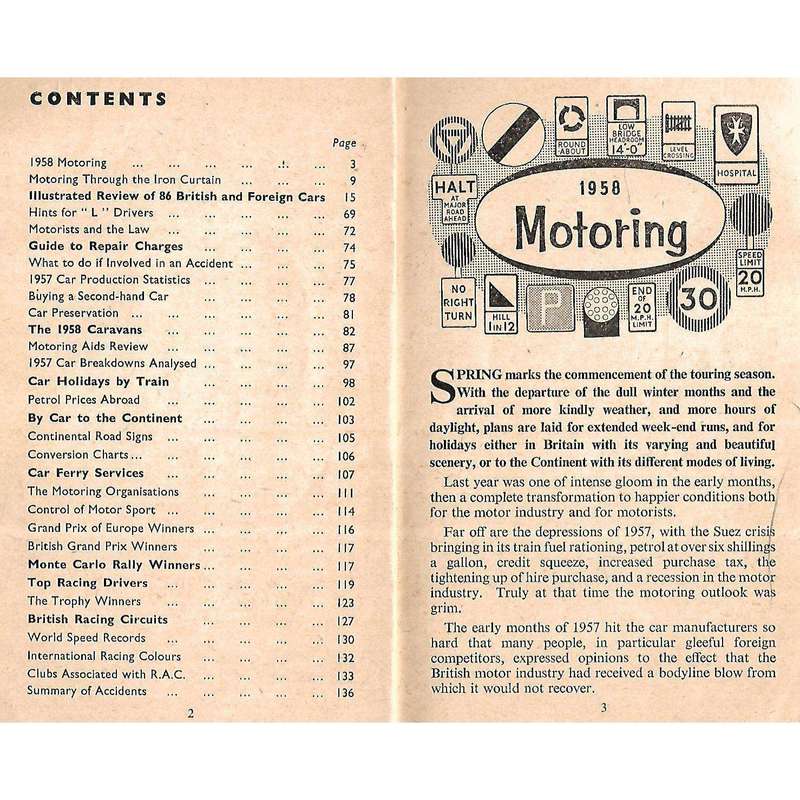 CONTENTS
Page
1958 Motoring ... ... ... ... ... ... 3
Motoring Through the Iron Curtain ... ... ... ... 9
Illustrated Review of 86 British and Foreign Cars 15
Hints for "L" Drivers ... ... ... ... ... 69
Motorists and the Law ... ... ... ... ... 72
Guide to Repair Charges ... ... ... ... 74
What to do if Involved in an Accident ... ... ... 75
1957 Car Production Statistics ... ... ... ... 77
Buying a Second-hand Car ... ... ... ... ... 78
Car Preservation ... ... ... ... ... ... 81
The 1958 Caravans ... ... ... ... ... 82
Motoring Aids Review ... ... ... ... ... 87
1957 Car Breakdowns Analysed ... ... ... ... 97
Car Holidays by Train ... ... ... ... 98
Petrol Prices Abroad ... ... ... ... ... 102
By Car to the Continent ... ... ... ... 103
Continental Road Signs ... ... ... ... ... 105
Conversion Charts ... ... ... ... ... ... 106
Car Ferry Services ... ... ... ... ... 107
The Motoring Organisations ... ... ... ... 111
Control of Motor Sport ... ... ... ... ... 114
Grand Prix of Europe Winners ... ... ... ... 116
British Grand Prix Winners ... ... ... ... 117
Monte Carlo Rally Winners ... ... ... ... 117
Top Racing Drivers ... ... ... ... ... 119
The Trophy Winners ... ... ... ... ... 123
British Racing Circuits ... ... ... ... ... 127
World Speed Records ... ... ... ... ... 130
International Racing Colours ... ... ... ... 132
Clubs Associated with R.A.C. ... ... ... ... 133
Summary of Accidents ... ... ... ... ... 136
2
ROUND
ABOUT
LOW
BRIDGE
HEADROOM
14'-0"
LEVEL
CROSSING
HOSPITAL
HALT
AT
MAJOR
ROAD
AHEAD
1958
Motoring
SPEED
LIMIT
20
M.P.H.
NO
RIGHT
TURN
HILL
1 IN 12
P
END
OF
20
M.P.H.
LIMIT
30
SPRING marks the commencement of the touring season.
With the departure of the dull winter months and the
arrival of more kindly weather, and more hours of
daylight, plans are laid for extended week-end runs, and for
holidays either in Britain with its varying and beautiful
scenery, or to the Continent with its different modes of living.
Last year was one of intense gloom in the early months,
then a complete transformation to happier conditions both
for the motor industry and for motorists.
Far off are the depressions of 1957, with the Suez crisis
bringing in its train fuel rationing, petrol at over six shillings
a gallon, credit squeeze, increased purchase tax, the
tightening up of hire purchase, and a recession in the motor
industry. Truly at that time the motoring outlook was
grim.
The early months of 1957 hit the car manufacturers so
hard that many people, in particular gleeful foreign
competitors, expressed opinions to the effect that the
British motor industry had received a bodyline blow from
which it would not recover.
3